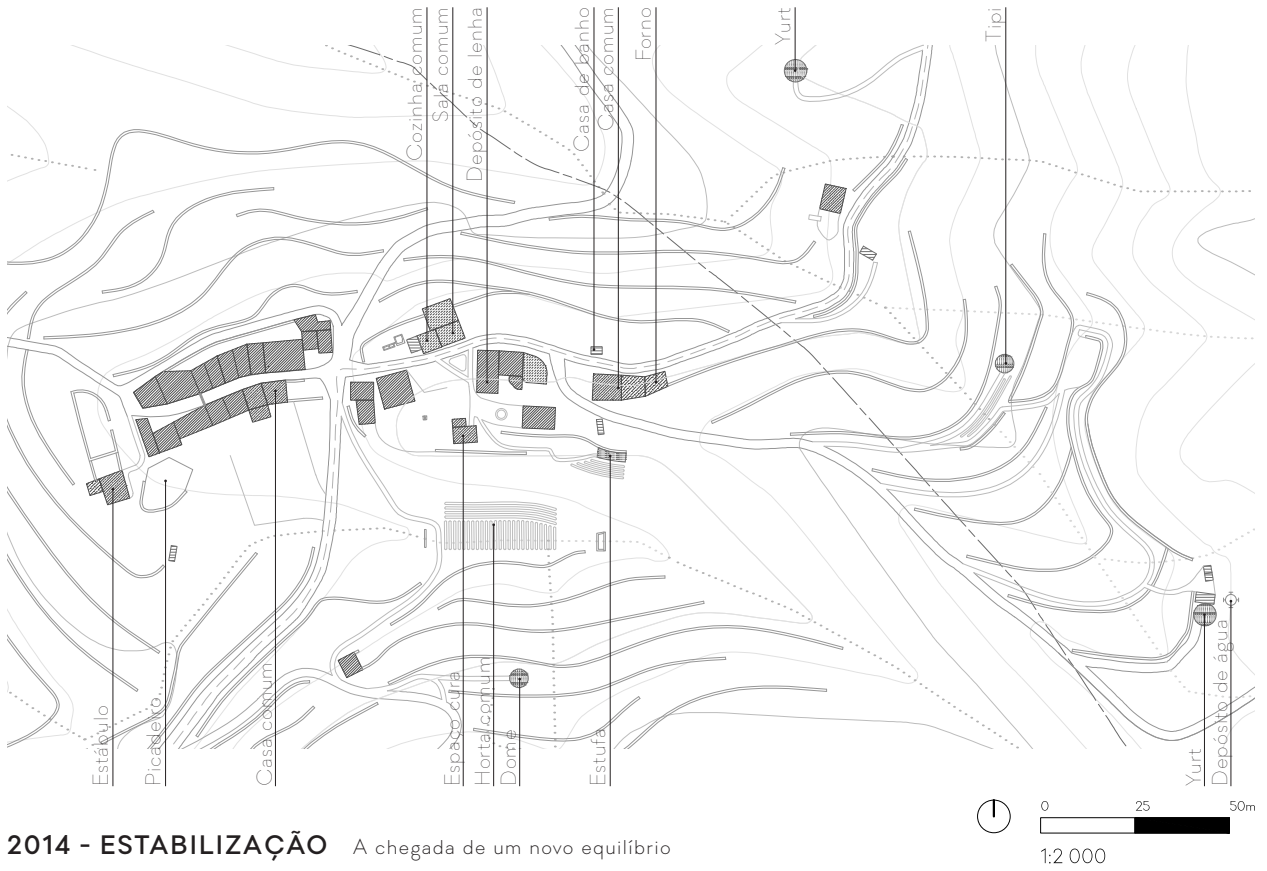 Cozinha comum
Sala comum
Depósito de lenha
Casa de banho
Casa comum
Forno
Yurt
Tipi
Estábulo
Picadeiro
Casa comum
Espaço cura
Horta comum
Dome
Estufa
Yurt
Depósito de água
0 25 50m
1:2 000
2014 - ESTABILIZAÇÃO A chegada de um novo equilíbrio